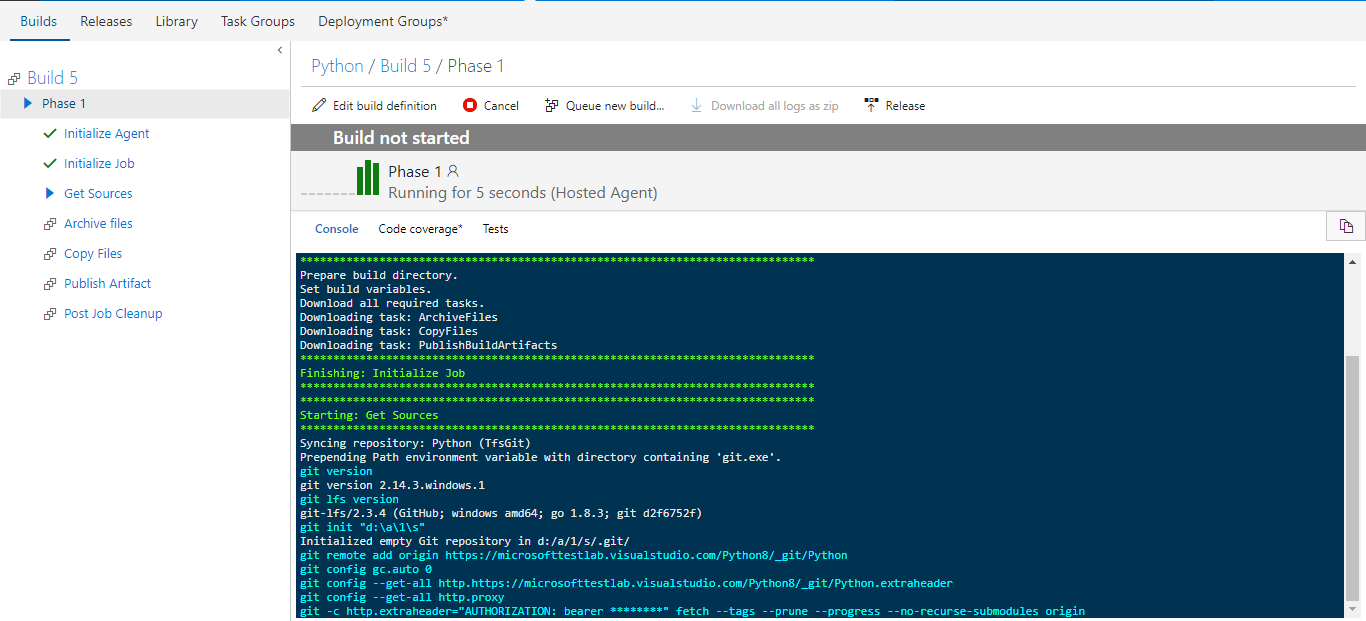 Builds Releases Library Task Groups Deployment Groups*
Build 5
Phase 1
Initialize Agent
Initialize Job
Get Sources
Archive files
Copy Files
Publish Artifact
Post Job Cleanup
Python / Build 5 / Phase 1
Edit build definition Cancel Queue new build... Download all logs as zip Release
Build not started
Phase 1
Running for 5 seconds (Hosted Agent)
Console Code coverage* Tests
******************************************************************************
Prepare build directory.
Set build variables.
Download all required tasks.
Downloading task: ArchiveFiles
Downloading task: CopyFiles
Downloading task: PublishBuildArtifacts
******************************************************************************
Finishing: Initialize Job
******************************************************************************
******************************************************************************
Starting: Get Sources
******************************************************************************
Syncing repository: Python (TfsGit)
Prepending Path environment variable with directory containing 'git.exe'.
git version
git version 2.14.3.windows.1
git lfs version
git-lfs/2.3.4 (GitHub; windows amd64; go 1.8.3; git d2f6752f)
git init "d:\a\1\s"
Initialized empty Git repository in d:/a/1/s/.git/
git remote add origin https://microsofttestlab.visualstudio.com/Python8/_git/Python
git config gc.auto 0
git config --get-all http.https://microsofttestlab.visualstudio.com/Python8/_git/Python.extraheader
git config --get-all http.proxy
git -c http.extraheader="AUTHORIZATION: bearer ********" fetch --tags --prune --progress --no-recurse-submodules origin